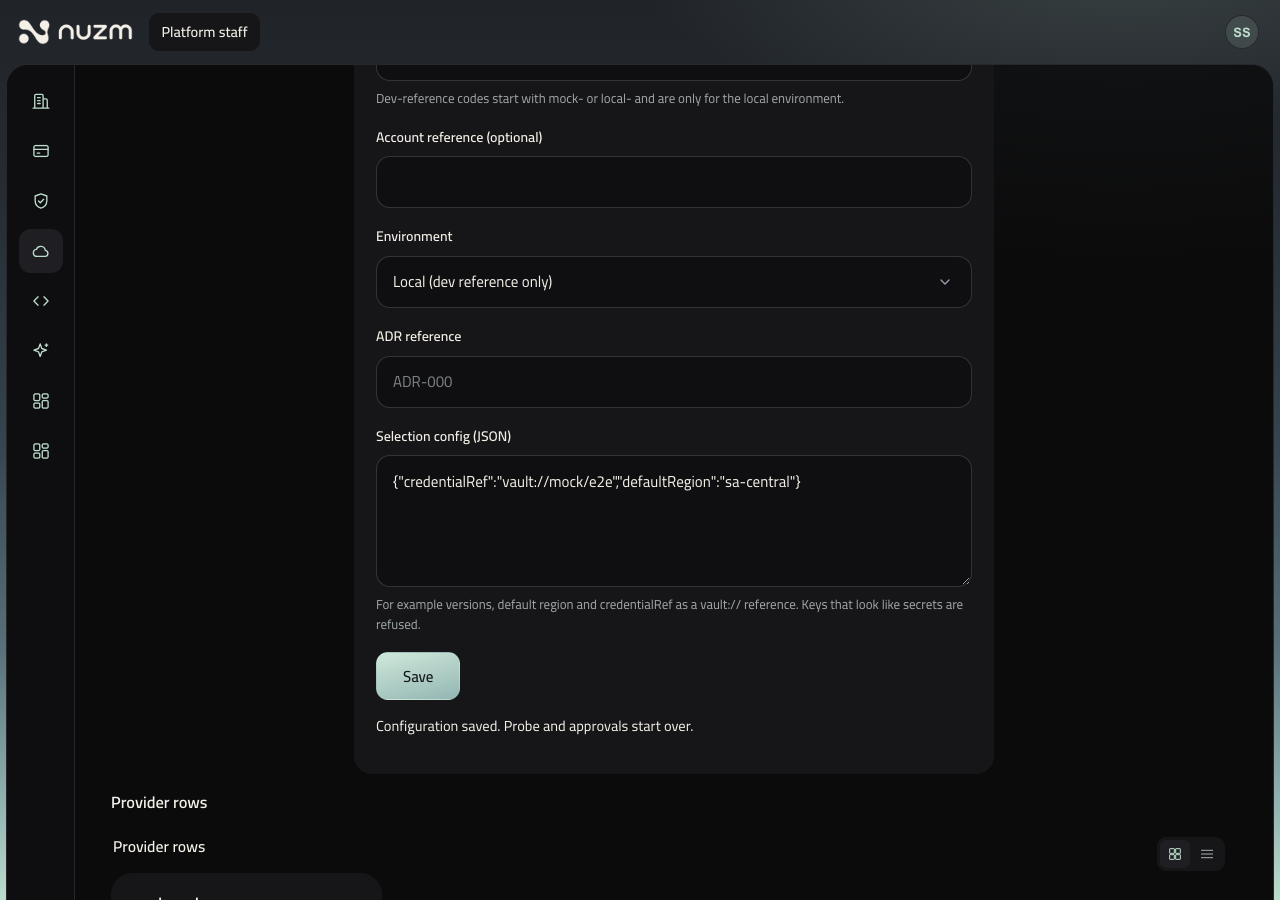 nuzm
Platform staff
SS
Dev-reference codes start with mock- or local- and are only for the local environment.
Account reference (optional)
Environment
Local (dev reference only)
ADR reference
ADR-000
Selection config (JSON)
{"credentialRef":"vault://mock/e2e","defaultRegion":"sa-central"}
For example versions, default region and credentialRef as a vault:// reference. Keys that look like secrets are
refused.
Save
Configuration saved. Probe and approvals start over.
Provider rows
Provider rows